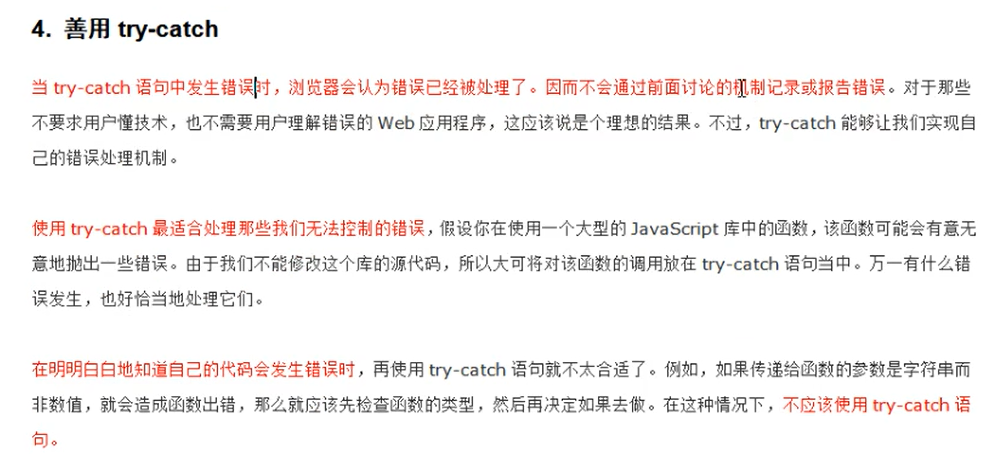 4. 善用 try-catch
当 try-catch 语句中发生错误时，浏览器会认为错误已经被处理了。因而不会通过前面讨论的机制记录或报告错误。对于那些
不要求用户懂技术，也不需要用户理解错误的 Web 应用程序，这应该说是个理想的结果。不过，try-catch 能够让我们实现自
己的错误处理机制。
使用 try-catch 最适合处理那些我们无法控制的错误，假设你在使用一个大型的 JavaScript 库中的函数，该函数可能会有意无
意地抛出一些错误。由于我们不能修改这个库的源代码，所以大可将对该函数的调用放在 try-catch 语句当中。万一有什么错
误发生，也好恰当地处理它们。
在明明白白地知道自己的代码会发生错误时，再使用 try-catch 语句就不太合适了。例如，如果传递给函数的参数是字符串而
非数值，就会造成函数出错，那么就应该先检查函数的类型，然后再决定如果去做。在这种情况下，不应该使用 try-catch 语
句。